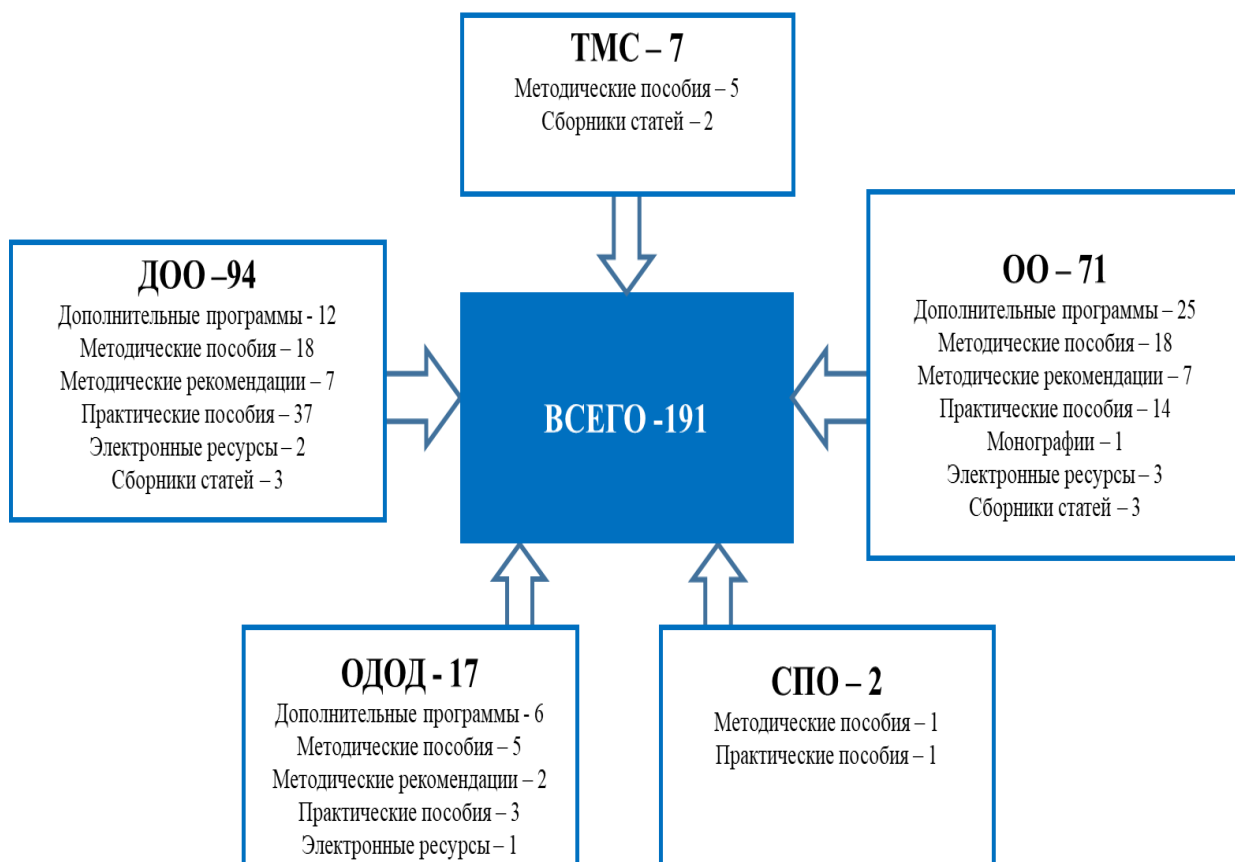 ТМС – 7
Методические пособия – 5
Сборники статей – 2
ДОО –94
Дополнительные программы - 12
Методические пособия – 18
Методические рекомендации – 7
Практические пособия – 37
Электронные ресурсы – 2
Сборники статей – 3
ВСЕГО -191
ОО – 71
Дополнительные программы – 25
Методические пособия – 18
Методические рекомендации – 7
Практические пособия – 14
Монографии – 1
Электронные ресурсы – 3
Сборники статей – 3
ОДОД - 17
Дополнительные программы - 6
Методические пособия – 5
Методические рекомендации – 2
Практические пособия – 3
Электронные ресурсы – 1
СПО – 2
Методические пособия – 1
Практические пособия – 1